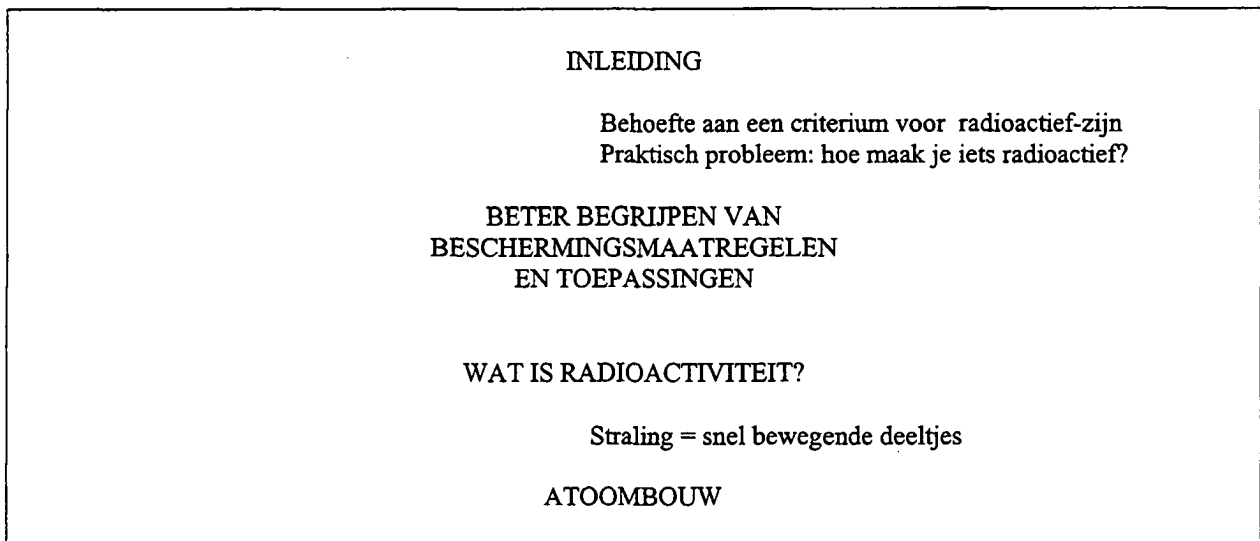 INLEIDING
Behoefte aan een criterium voor radioactief-zijn
Praktisch probleem: hoe maak je iets radioactief?
BETER BEGRIJPEN VAN
BESCHERMINGSMAATREGELEN
EN TOEPASSINGEN
WAT IS RADIOACTIVITEIT?
Straling = snel bewegende deeltjes
ATOOMBOUW